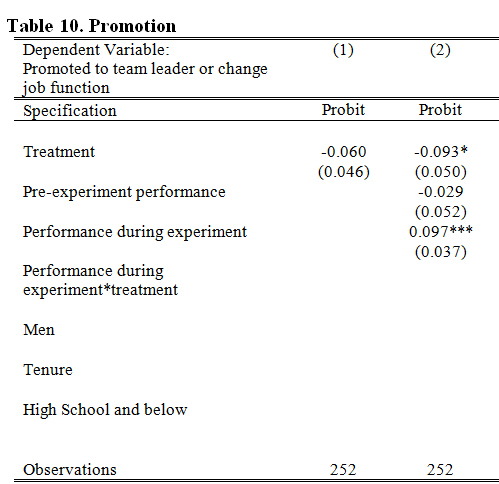 Table 10. Promotion
Dependent Variable: (1) (2)
Promoted to team leader or change
job function
Specification Probit Probit
Treatment -0.060 -0.093*
(0.046) (0.050)
Pre-experiment performance -0.029
(0.052)
Performance during experiment 0.097***
(0.037)
Performance during
experiment*treatment
Men
Tenure
High School and below
Observations 252 252